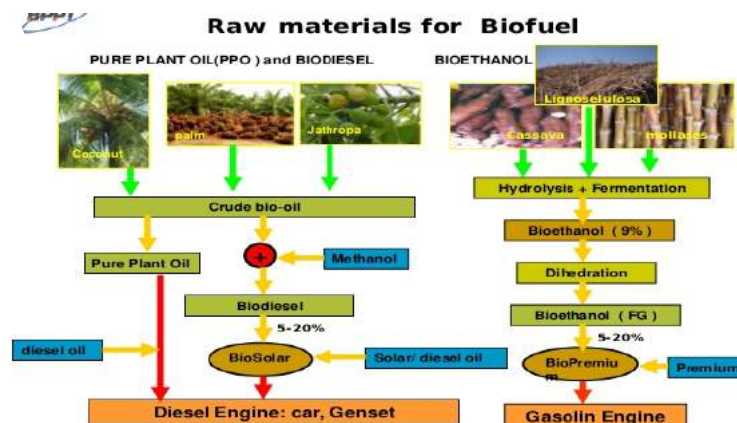 BPPT
Raw materials for Biofuel
PURE PLANT OIL(PPO ) and BIODIESEL
BIOETHANOL
Coconut
palm
Jathropa
Lignoselulosa
Cassava
mollases
Crude bio-oil
Hydrolysis + Fermentation
Pure Plant Oil
+
Methanol
Bioethanol ( 9% )
Dihedration
Biodiesel
Bioethanol ( FG )
5-20%
5-20%
diesel oil
BioSolar
Solar/ diesel oil
BioPremiu
m
Premium
Diesel Engine: car, Genset
Gasolin Engine